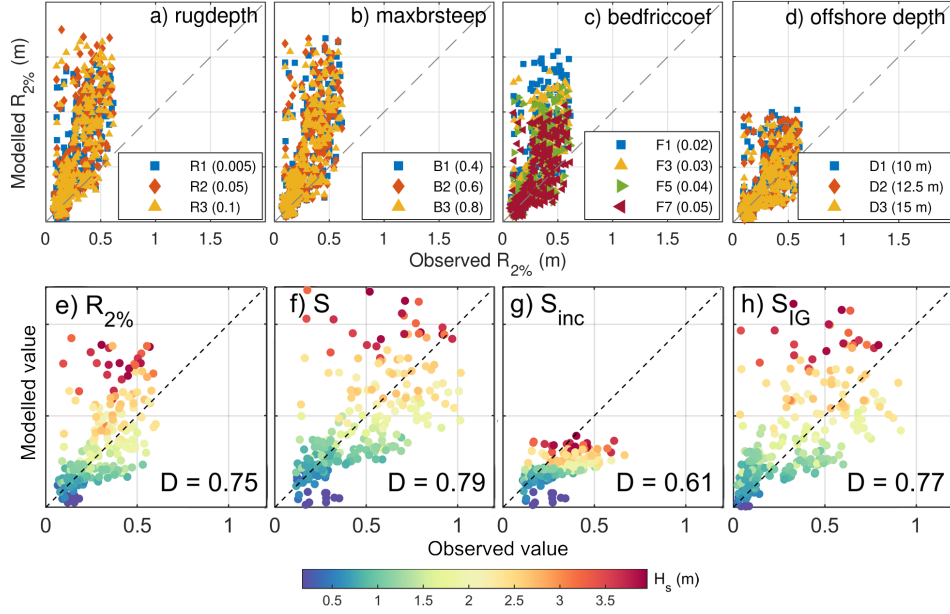 a) rugdepth
b) maxbrsteep
c) bedfriccoef
d) offshore depth
Modelled R2% (m)
R1 (0.005)
R2 (0.05)
R3 (0.1)
B1 (0.4)
B2 (0.6)
B3 (0.8)
F1 (0.02)
F3 (0.03)
F5 (0.04)
F7 (0.05)
D1 (10 m)
D2 (12.5 m)
D3 (15 m)
0 0.5 1 1.5
0 0.5 1 1.5
0 0.5 1 1.5
0 0.5 1 1.5
Observed R2% (m)
e) R2%
f) S
g) Sinc
h) SIG
Modelled value
D = 0.75
D = 0.79
D = 0.61
D = 0.77
0 0.5 1
0 0.5 1
0 0.5 1
0 0.5 1
Observed value
Hs (m)
0.5 1 1.5 2 2.5 3 3.5